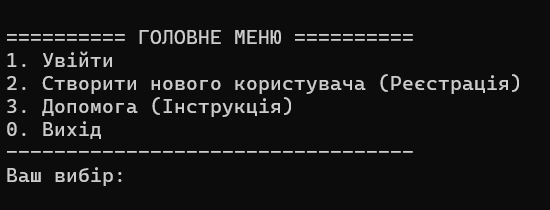 ========== ГОЛОВНЕ МЕНЮ ==========
1. Увійти
2. Створити нового користувача (Реєстрація)
3. Допомога (Інструкція)
0. Вихід
----------------------------------
Ваш вибір: